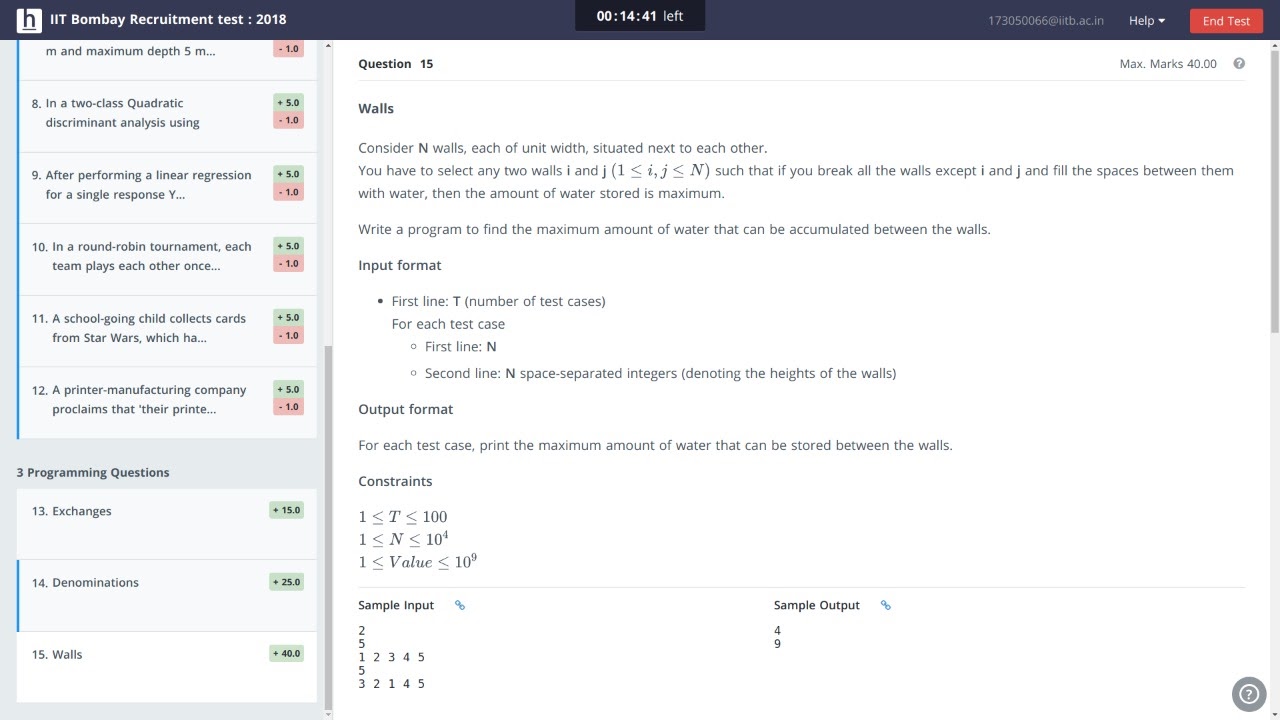 h IIT Bombay Recruitment test : 2018
00:14:41 left
173050066@iitb.ac.in Help End Test
m and maximum depth 5 m...
- 1.0
8. In a two-class Quadratic
discriminant analysis using
+ 5.0
- 1.0
9. After performing a linear regression
for a single response Y...
+ 5.0
- 1.0
10. In a round-robin tournament, each
team plays each other once...
+ 5.0
- 1.0
11. A school-going child collects cards
from Star Wars, which ha...
+ 5.0
- 1.0
12. A printer-manufacturing company
proclaims that 'their printe...
+ 5.0
- 1.0
3 Programming Questions
13. Exchanges + 15.0
14. Denominations + 25.0
15. Walls + 40.0
Question 15 Max. Marks 40.00 ?
Walls
Consider N walls, each of unit width, situated next to each other.
You have to select any two walls i and j (1 ≤ i, j ≤ N) such that if you break all the walls except i and j and fill the spaces between them
with water, then the amount of water stored is maximum.
Write a program to find the maximum amount of water that can be accumulated between the walls.
Input format
• First line: T (number of test cases)
For each test case
◦ First line: N
◦ Second line: N space-separated integers (denoting the heights of the walls)
Output format
For each test case, print the maximum amount of water that can be stored between the walls.
Constraints
1 ≤ T ≤ 100
1 ≤ N ≤ 10⁴
1 ≤ Value ≤ 10⁹
Sample Input
2
5
1 2 3 4 5
5
3 2 1 4 5
Sample Output
4
9
?